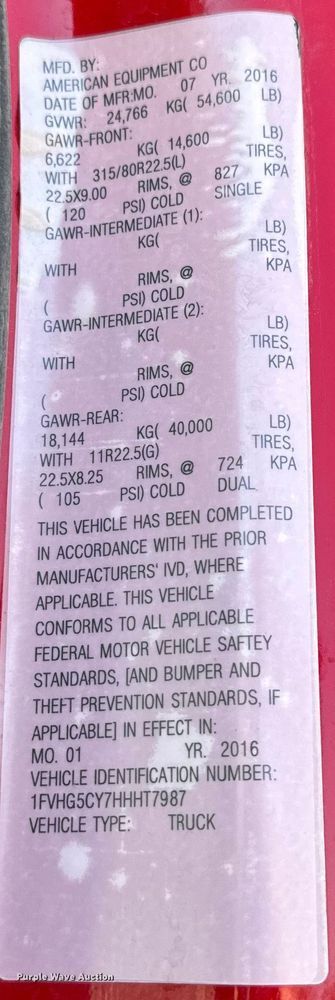 MFD. BY:
AMERICAN EQUIPMENT CO
DATE OF MFR:MO. 07 YR. 2016
GVWR: 24,766 KG( 54,600 LB)
GAWR-FRONT:
6,622 KG( 14,600 LB)
WITH 315/80R22.5(L) TIRES,
22.5X9.00 RIMS, @ 827 KPA
( 120 PSI) COLD SINGLE
GAWR-INTERMEDIATE (1):
KG( LB)
WITH TIRES,
RIMS, @ KPA
( PSI) COLD
GAWR-INTERMEDIATE (2):
KG( LB)
WITH TIRES,
RIMS, @ KPA
( PSI) COLD
GAWR-REAR:
18,144 KG( 40,000 LB)
WITH 11R22.5(G) TIRES,
22.5X8.25 RIMS, @ 724 KPA
( 105 PSI) COLD DUAL
THIS VEHICLE HAS BEEN COMPLETED
IN ACCORDANCE WITH THE PRIOR
MANUFACTURERS' IVD, WHERE
APPLICABLE. THIS VEHICLE
CONFORMS TO ALL APPLICABLE
FEDERAL MOTOR VEHICLE SAFTEY
STANDARDS, [AND BUMPER AND
THEFT PREVENTION STANDARDS, IF
APPLICABLE] IN EFFECT IN:
MO. 01 YR. 2016
VEHICLE IDENTIFICATION NUMBER:
1FVHG5CY7HHHT7987
VEHICLE TYPE: TRUCK
Purple Wave Auction